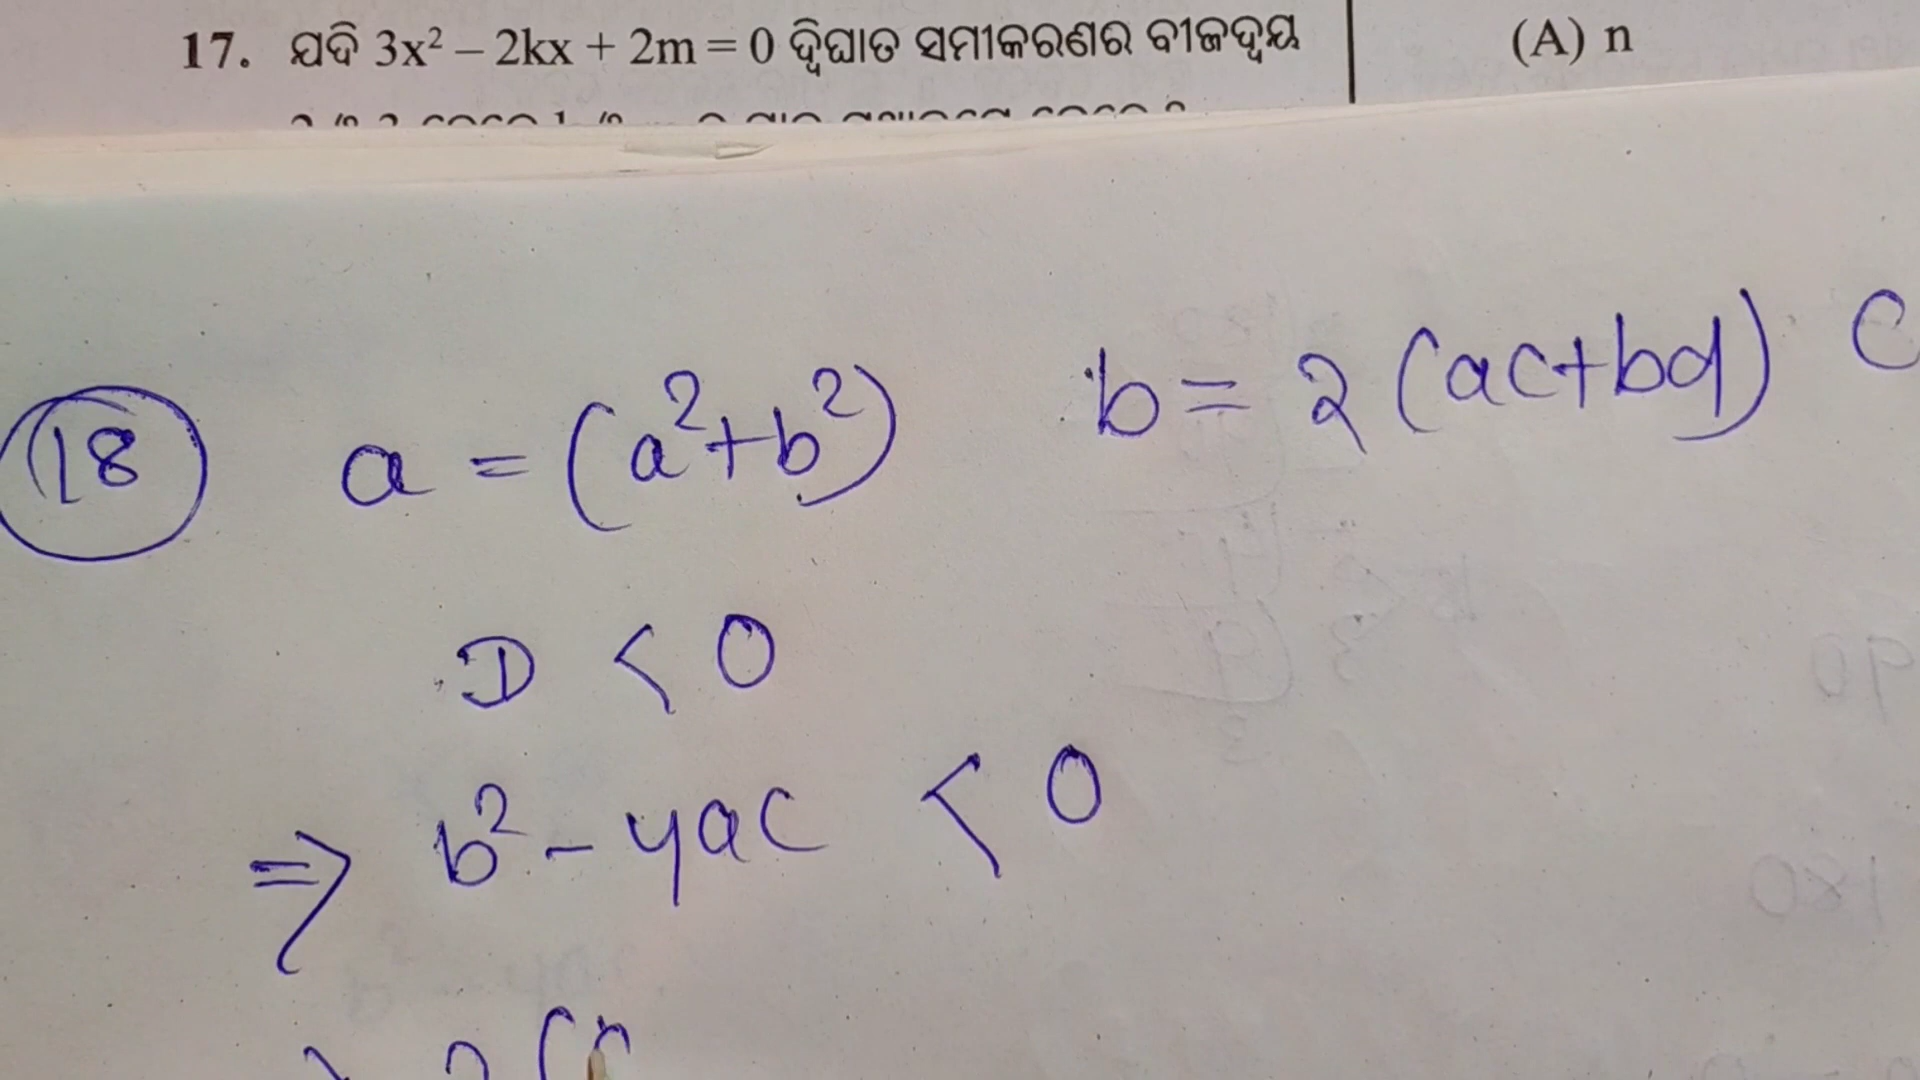 17. ଯଦି 3x² – 2kx + 2m = 0 ଦ୍ଵିଘାତ ସମୀକରଣର ବୀଜଦ୍ଵୟ
(A) n
18 a = (a²+b²) b = 2 (ac+bd) c
D < 0
⇒ b² - 4ac < 0